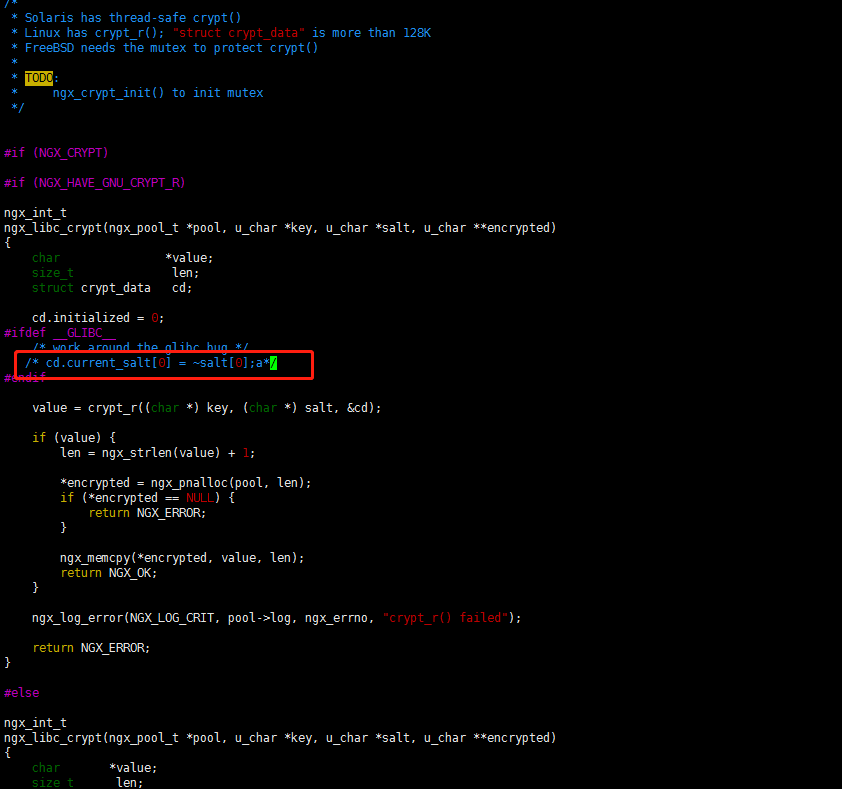 /*
 * Solaris has thread-safe crypt()
 * Linux has crypt_r(); "struct crypt_data" is more than 128K
 * FreeBSD needs the mutex to protect crypt()
 *
 * TODO:
 *     ngx_crypt_init() to init mutex
 */
#if (NGX_CRYPT)
#if (NGX_HAVE_GNU_CRYPT_R)
ngx_int_t
ngx_libc_crypt(ngx_pool_t *pool, u_char *key, u_char *salt, u_char **encrypted)
{
    char               *value;
    size_t              len;
    struct crypt_data   cd;
    cd.initialized = 0;
#ifdef __GLIBC__
    /* work around the glibc bug */
   /* cd.current_salt[0] = ~salt[0];a*/
#endif
    value = crypt_r((char *) key, (char *) salt, &cd);
    if (value) {
        len = ngx_strlen(value) + 1;
        *encrypted = ngx_pnalloc(pool, len);
        if (*encrypted == NULL) {
            return NGX_ERROR;
        }
        ngx_memcpy(*encrypted, value, len);
        return NGX_OK;
    }
    ngx_log_error(NGX_LOG_CRIT, pool->log, ngx_errno, "crypt_r() failed");
    return NGX_ERROR;
}
#else
ngx_int_t
ngx_libc_crypt(ngx_pool_t *pool, u_char *key, u_char *salt, u_char **encrypted)
{
    char       *value;
    size_t      len;